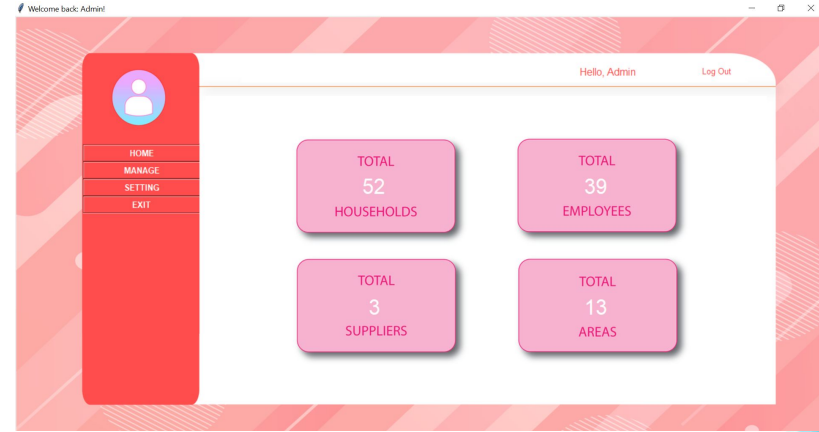 Welcome back: Admin!
Hello, Admin
Log Out
HOME
MANAGE
SETTING
EXIT
TOTAL
52
HOUSEHOLDS
TOTAL
39
EMPLOYEES
TOTAL
3
SUPPLIERS
TOTAL
13
AREAS